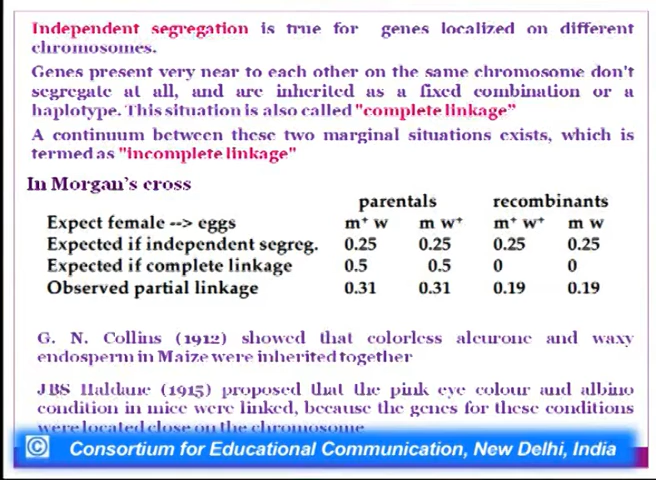 Independent segregation is true for genes localized on different
chromosomes.
Genes present very near to each other on the same chromosome don't
segregate at all, and are inherited as a fixed combination or a
haplotype. This situation is also called "complete linkage"
A continuum between these two marginal situations exists, which is
termed as "incomplete linkage"
In Morgan's cross
parentals recombinants
Expect female --> eggs m⁺ w m w⁺ m⁺ w⁺ m w
Expected if independent segreg. 0.25 0.25 0.25 0.25
Expected if complete linkage 0.5 0.5 0 0
Observed partial linkage 0.31 0.31 0.19 0.19
G. N. Collins (1912) showed that colorless aleurone and waxy
endosperm in Maize were inherited together
JBS Haldane (1915) proposed that the pink eye colour and albino
condition in mice were linked, because the genes for these conditions
were located close on the chromosome
© Consortium for Educational Communication, New Delhi, India